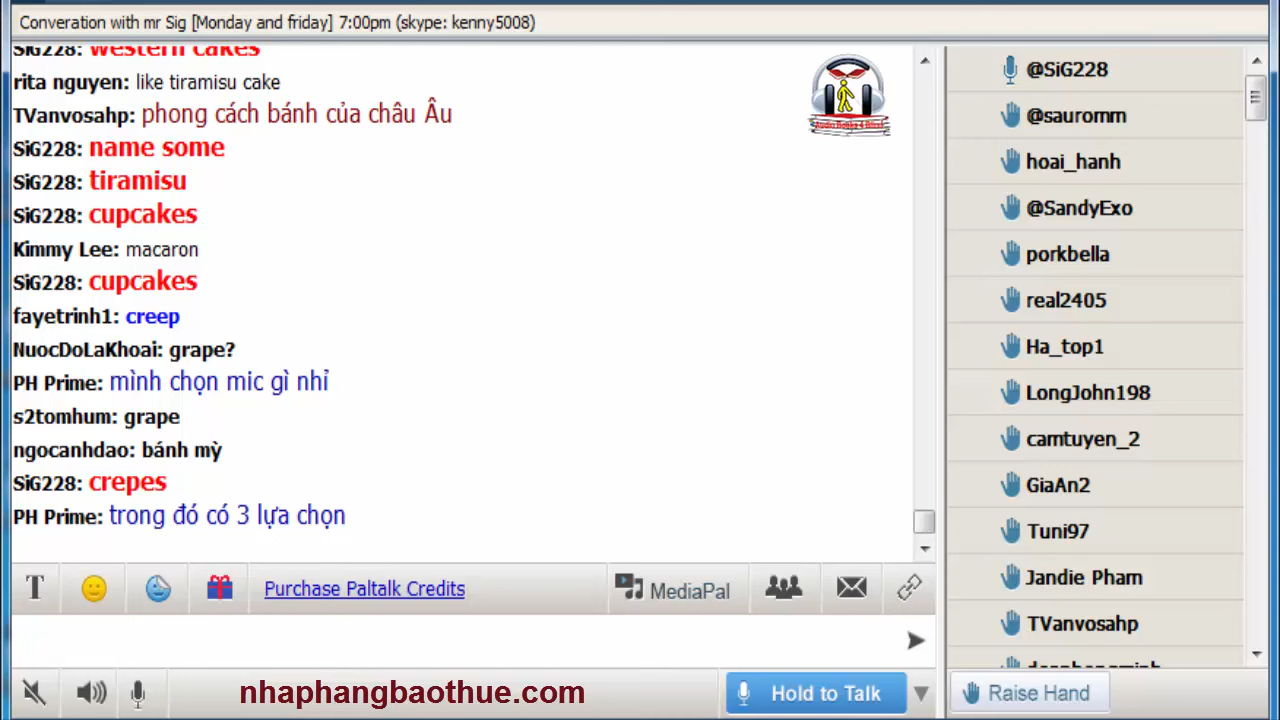 Converation with mr Sig [Monday and friday] 7:00pm (skype: kenny5008)
SiG228: western cakes
rita nguyen: like tiramisu cake
TVanvosahp: phong cách bánh của châu Âu
SiG228: name some
SiG228: tiramisu
SiG228: cupcakes
Kimmy Lee: macaron
SiG228: cupcakes
fayetrinh1: creep
NuocDoLaKhoai: grape?
PH Prime: mình chọn mic gì nhỉ
s2tomhum: grape
ngocanhdao: bánh mỳ
SiG228: crepes
PH Prime: trong đó có 3 lựa chọn
T
Purchase Paltalk Credits
MediaPal
nhaphangbaothue.com
Hold to Talk
@SiG228
@sauromm
hoai_hanh
@SandyExo
porkbella
real2405
Ha_top1
LongJohn198
camtuyen_2
GiaAn2
Tuni97
Jandie Pham
TVanvosahp
Raise Hand